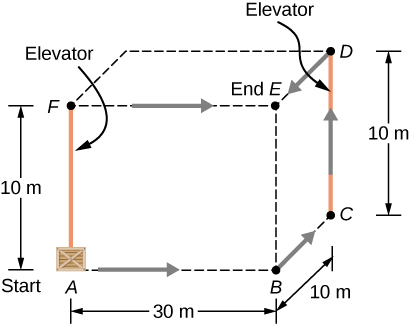 Elevator
Elevator
D
End E
F
10 m
10 m
C
Start
A
B
10 m
30 m